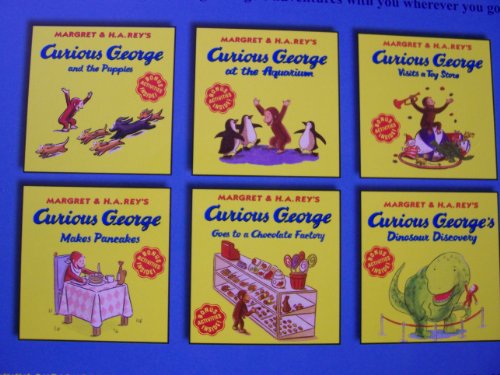 adventures with you wherever you go
MARGRET & H.A.REY'S
Curious George
and the Puppies
BONUS
ACTIVITIES
INSIDE!
MARGRET & H.A.REY'S
Curious George
at the Aquarium
BONUS
ACTIVITIES
INSIDE!
MARGRET & H.A.REY'S
Curious George
Visits a Toy Store
BONUS
ACTIVITIES
INSIDE!
MARGRET & H.A.REY'S
Curious George
Makes Pancakes
BONUS
ACTIVITIES
INSIDE!
MARGRET & H.A.REY'S
Curious George
Goes to a Chocolate Factory
BONUS
ACTIVITIES
INSIDE!
MARGRET & H.A.REY'S
Curious George's
Dinosaur Discovery
BONUS
ACTIVITIES
INSIDE!